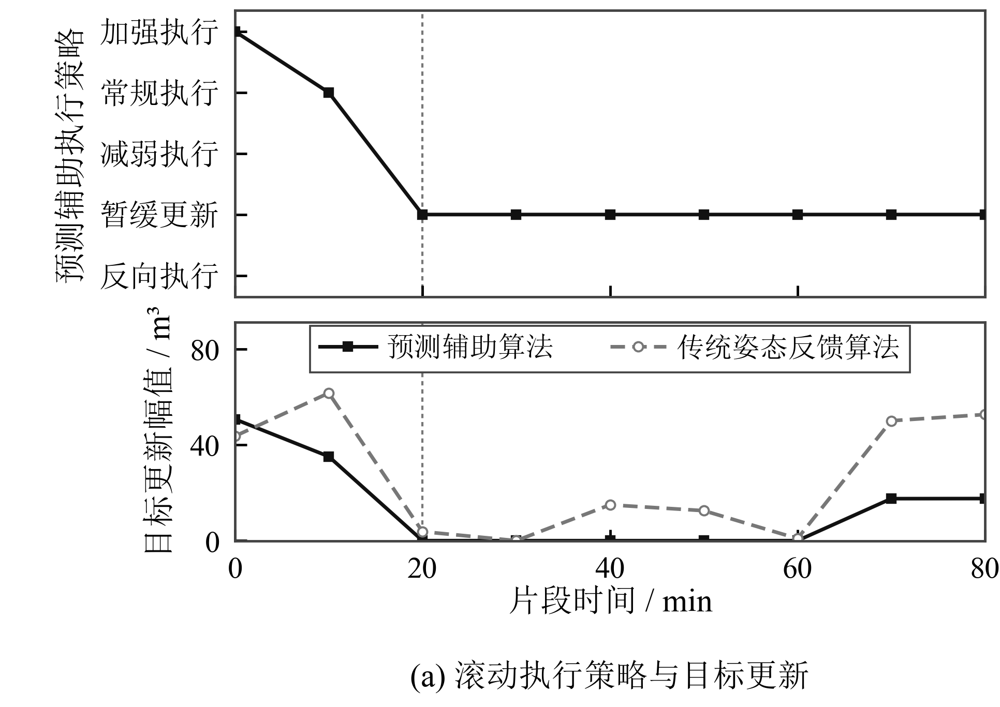 预测辅助执行策略
加强执行
常规执行
减弱执行
暂缓更新
反向执行
目标更新幅值 / m³
80
40
0
预测辅助算法
传统姿态反馈算法
0 20 40 60 80
片段时间 / min
(a) 滚动执行策略与目标更新